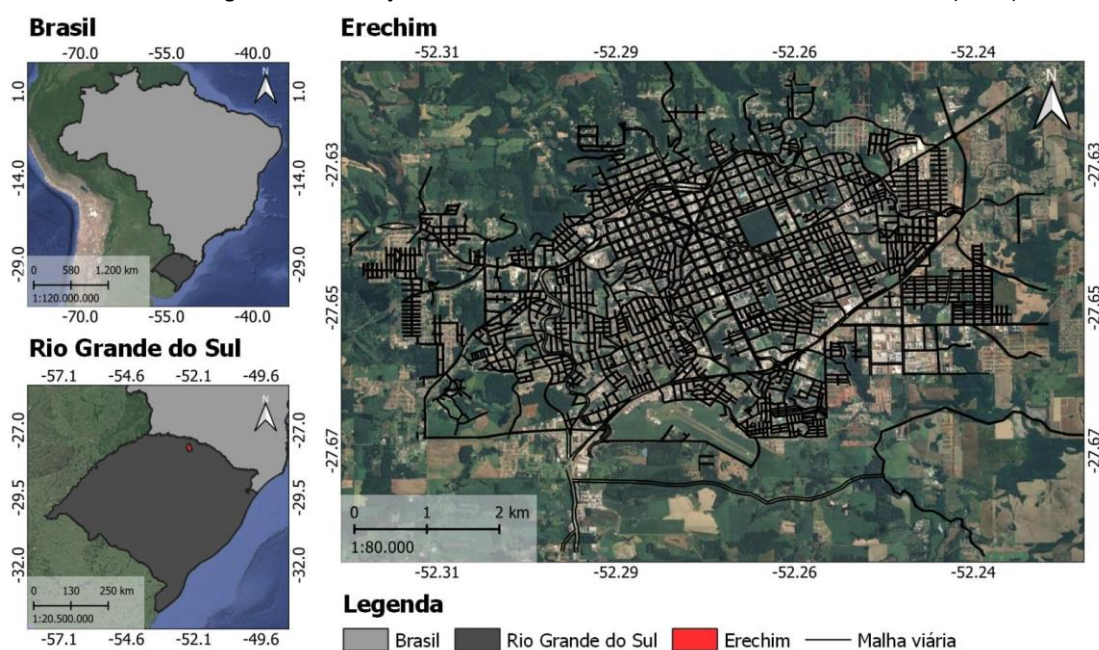 Brasil
-70.0 -55.0 -40.0
N
1.0 1.0
-14.0 -14.0
-29.0 -29.0
0 580 1.200 km
1:120.000.000
-70.0 -55.0 -40.0
Rio Grande do Sul
-57.1 -54.6 -52.1 -49.6
N
-27.0 -27.0
-29.5 -29.5
-32.0 -32.0
0 130 250 km
1:20.500.000
-57.1 -54.6 -52.1 -49.6
Erechim
-52.31 -52.29 -52.26 -52.24
N
-27.63 -27.63
-27.65 -27.65
-27.67 -27.67
0 1 2 km
1:80.000
-52.31 -52.29 -52.26 -52.24
Legenda
Brasil Rio Grande do Sul Erechim Malha viária